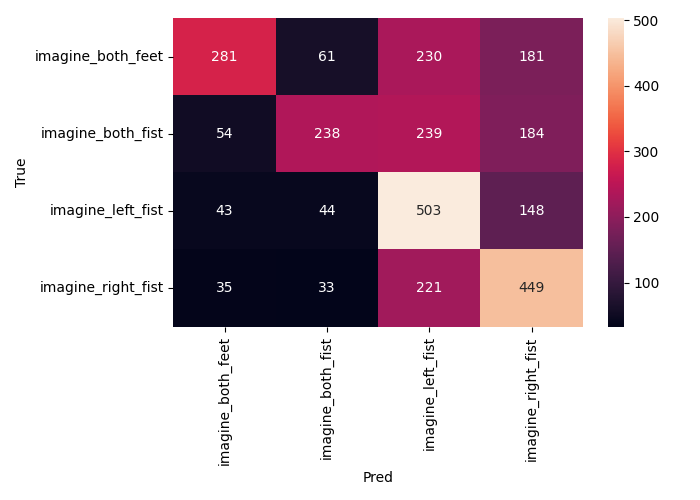 imagine_both_feet 281 61 230 181
imagine_both_fist 54 238 239 184
imagine_left_fist 43 44 503 148
imagine_right_fist 35 33 221 449
True
imagine_both_feet
imagine_both_fist
imagine_left_fist
imagine_right_fist
Pred
500
400
300
200
100